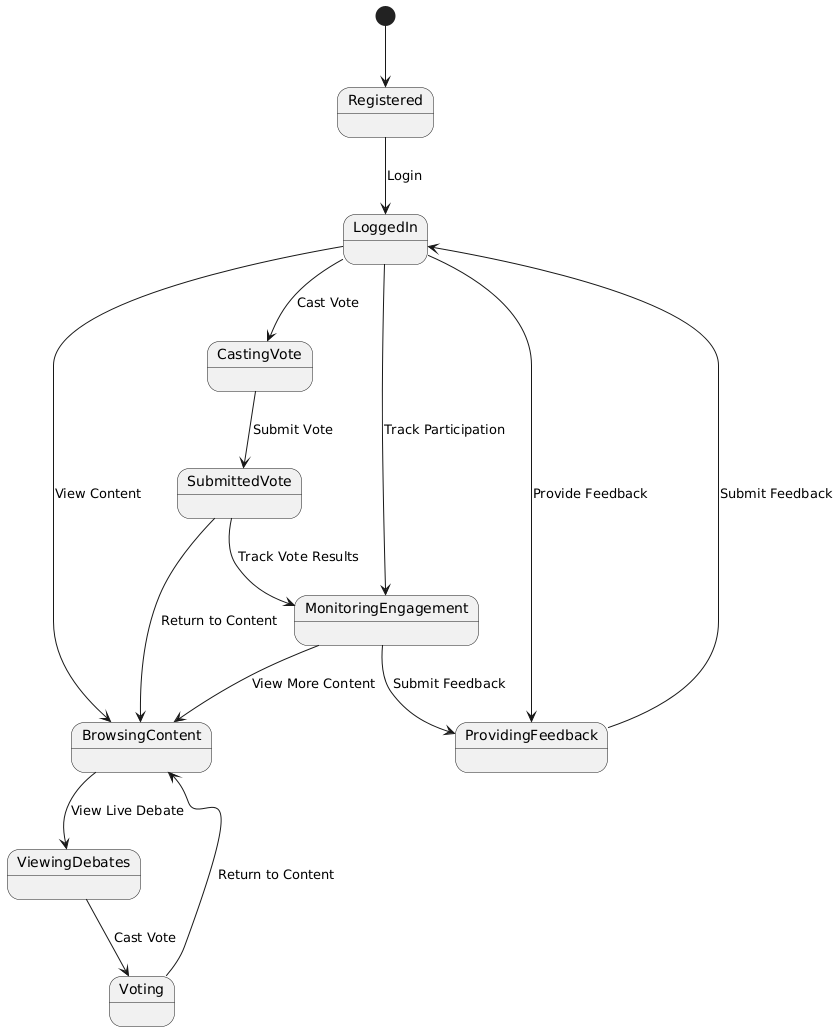 Registered
Login
LoggedIn
Cast Vote
CastingVote
Submit Vote
Track Participation
SubmittedVote
View Content
Provide Feedback
Submit Feedback
Track Vote Results
MonitoringEngagement
Return to Content
View More Content
Submit Feedback
BrowsingContent
ProvidingFeedback
View Live Debate
ViewingDebates
Return to Content
Cast Vote
Voting